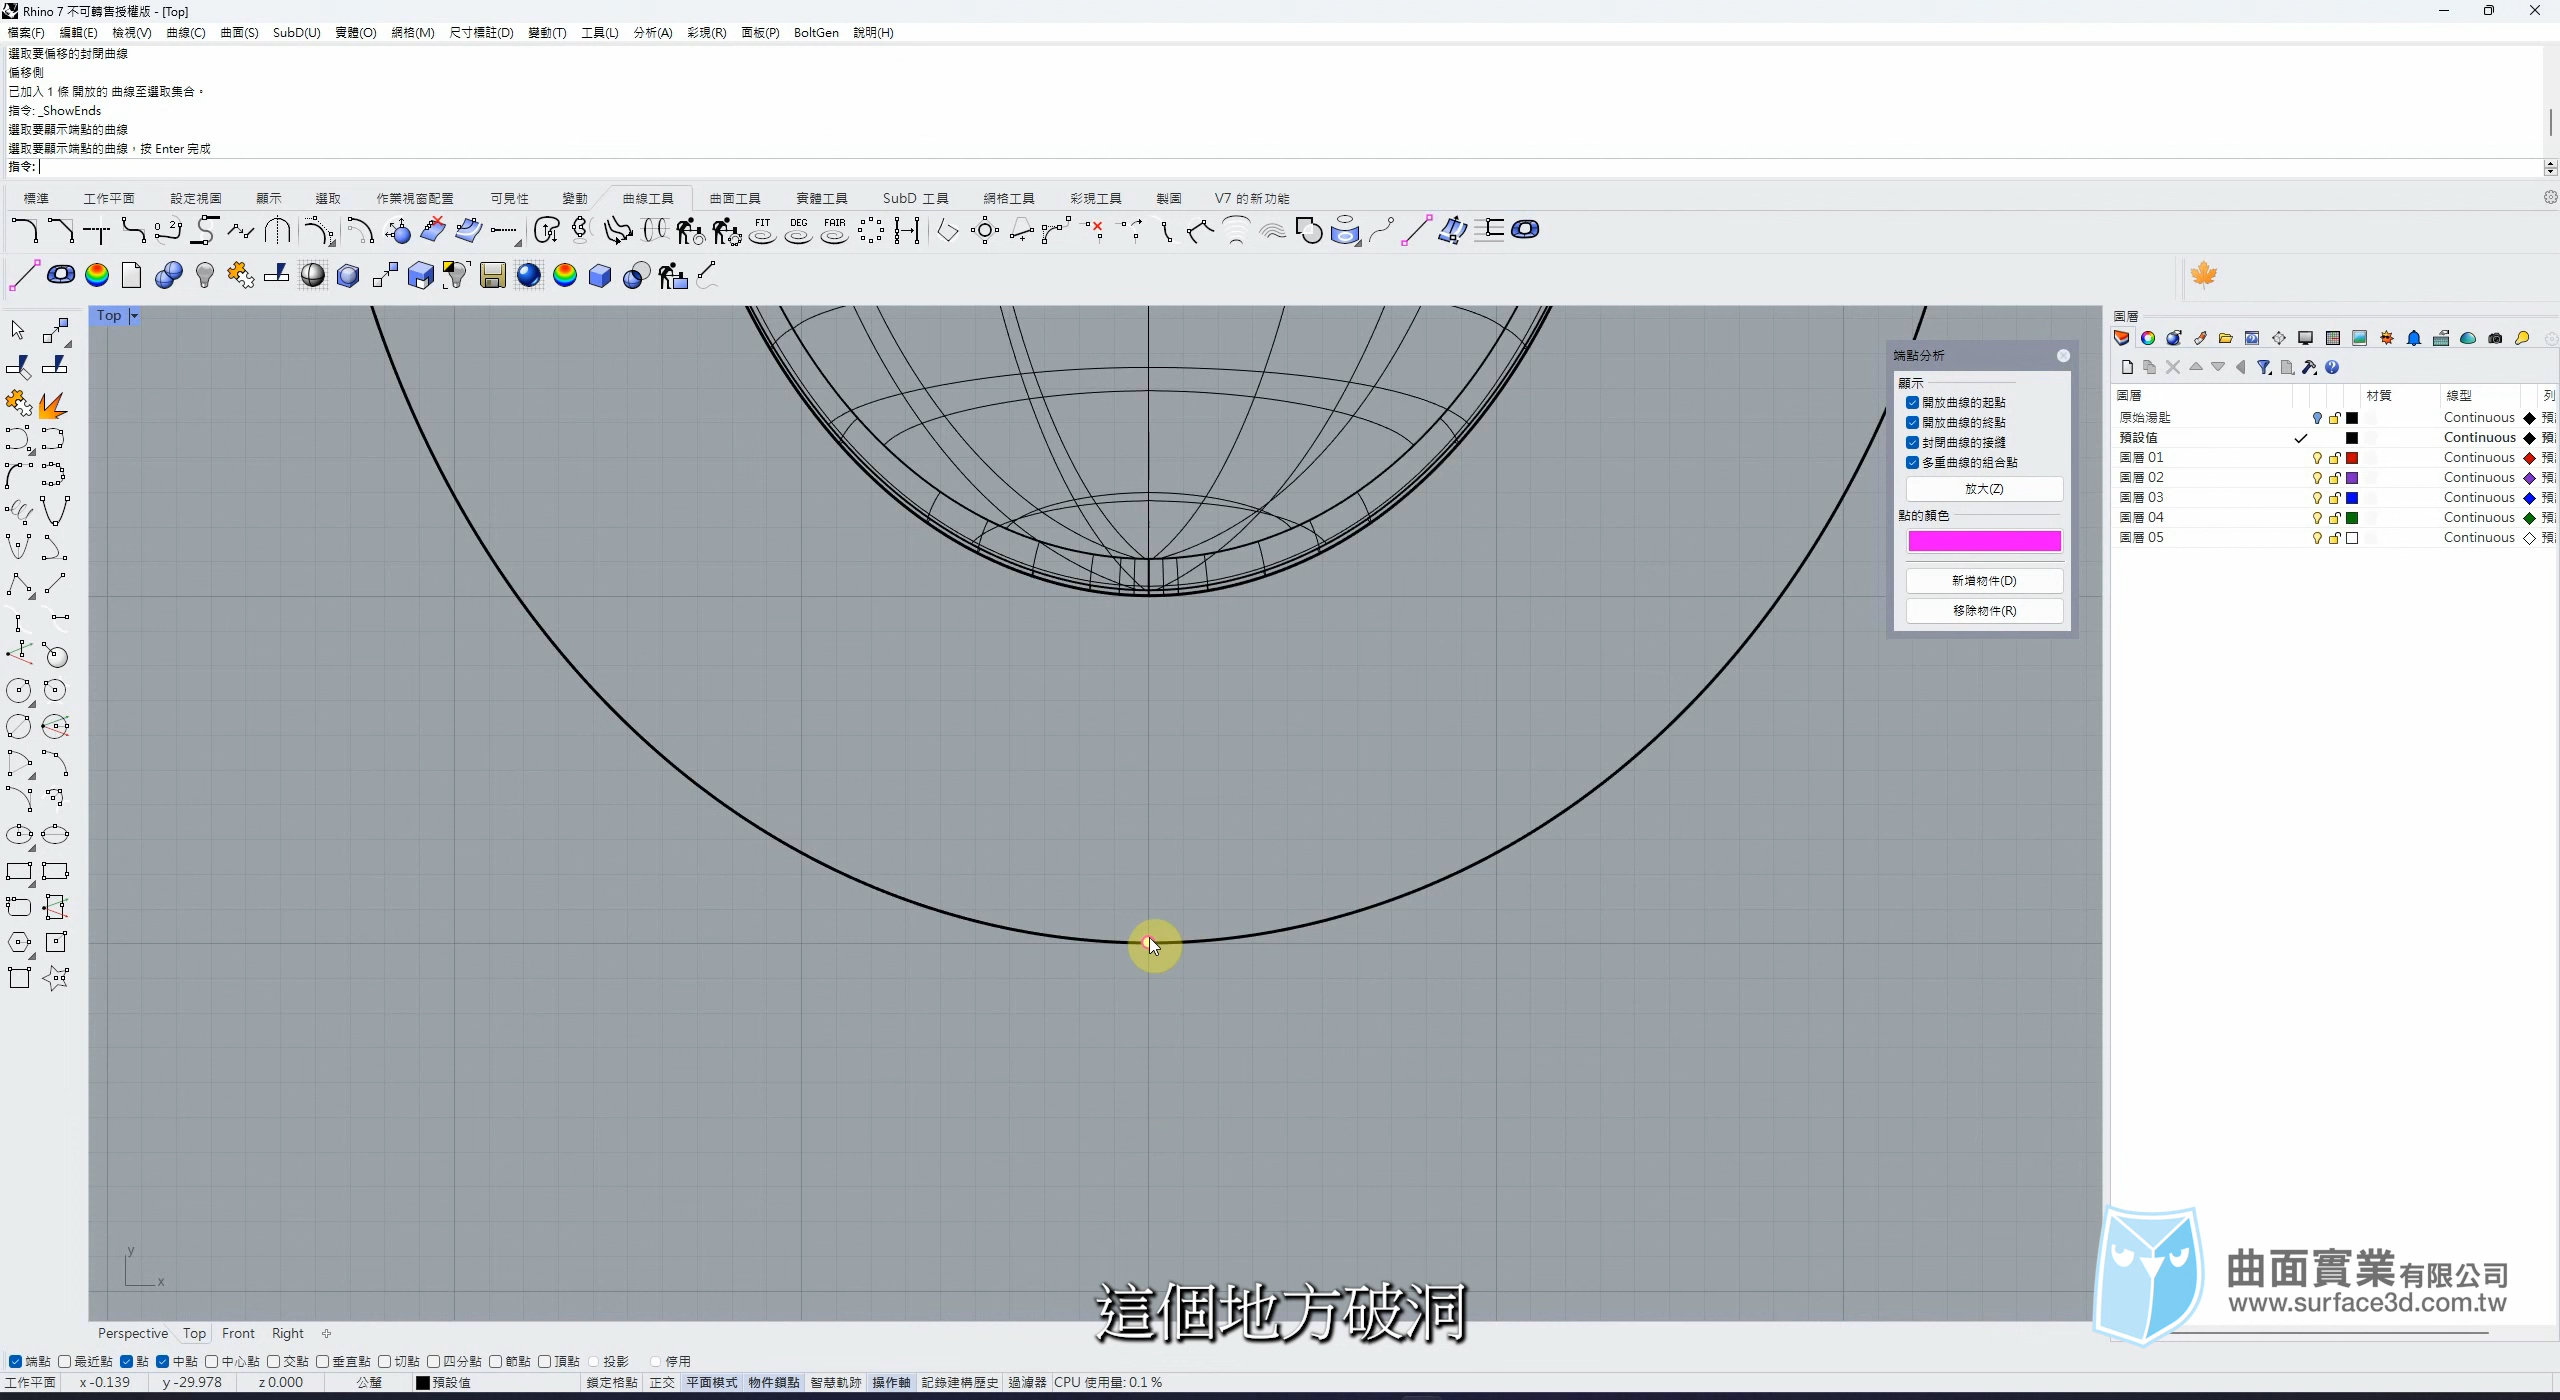 Rhino 7 不可轉售授權版 - [Top]
檔案(F) 編輯(E) 檢視(V) 曲線(C) 曲面(S) SubD(U) 實體(O) 網格(M) 尺寸標註(D) 變動(T) 工具(L) 分析(A) 彩現(R) 面板(P) BoltGen 說明(H)
選取要偏移的封閉曲線
偏移側
已加入 1 條 開放的 曲線至選取集合。
指令: _ShowEnds
選取要顯示端點的曲線
選取要顯示端點的曲線，按 Enter 完成
指令:
標準 工作平面 設定視圖 顯示 選取 作業視窗配置 可見性 變動 曲線工具 曲面工具 實體工具 SubD 工具 網格工具 彩現工具 製圖 V7 的新功能
FIT DEG FAIR
Top
端點分析
顯示
開放曲線的起點
開放曲線的終點
封閉曲線的接縫
多重曲線的組合點
放大(Z)
點的顏色
新增物件(D)
移除物件(R)
圖層
圖層 材質 線型 列
原始湯匙 Continuous 預
預設值 Continuous 預
圖層 01 Continuous 預
圖層 02 Continuous 預
圖層 03 Continuous 預
圖層 04 Continuous 預
圖層 05 Continuous 預
y
x
這個地方破洞
曲面實業有限公司
www.surface3d.com.tw
Perspective Top Front Right
端點 最近點 點 中點 中心點 交點 垂直點 切點 四分點 節點 頂點 投影 停用
工作平面 x -0.139 y -29.978 z 0.000 公釐 預設值 鎖定格點 正交 平面模式 物件鎖點 智慧軌跡 操作軸 記錄建構歷史 過濾器 CPU 使用量: 0.1 %